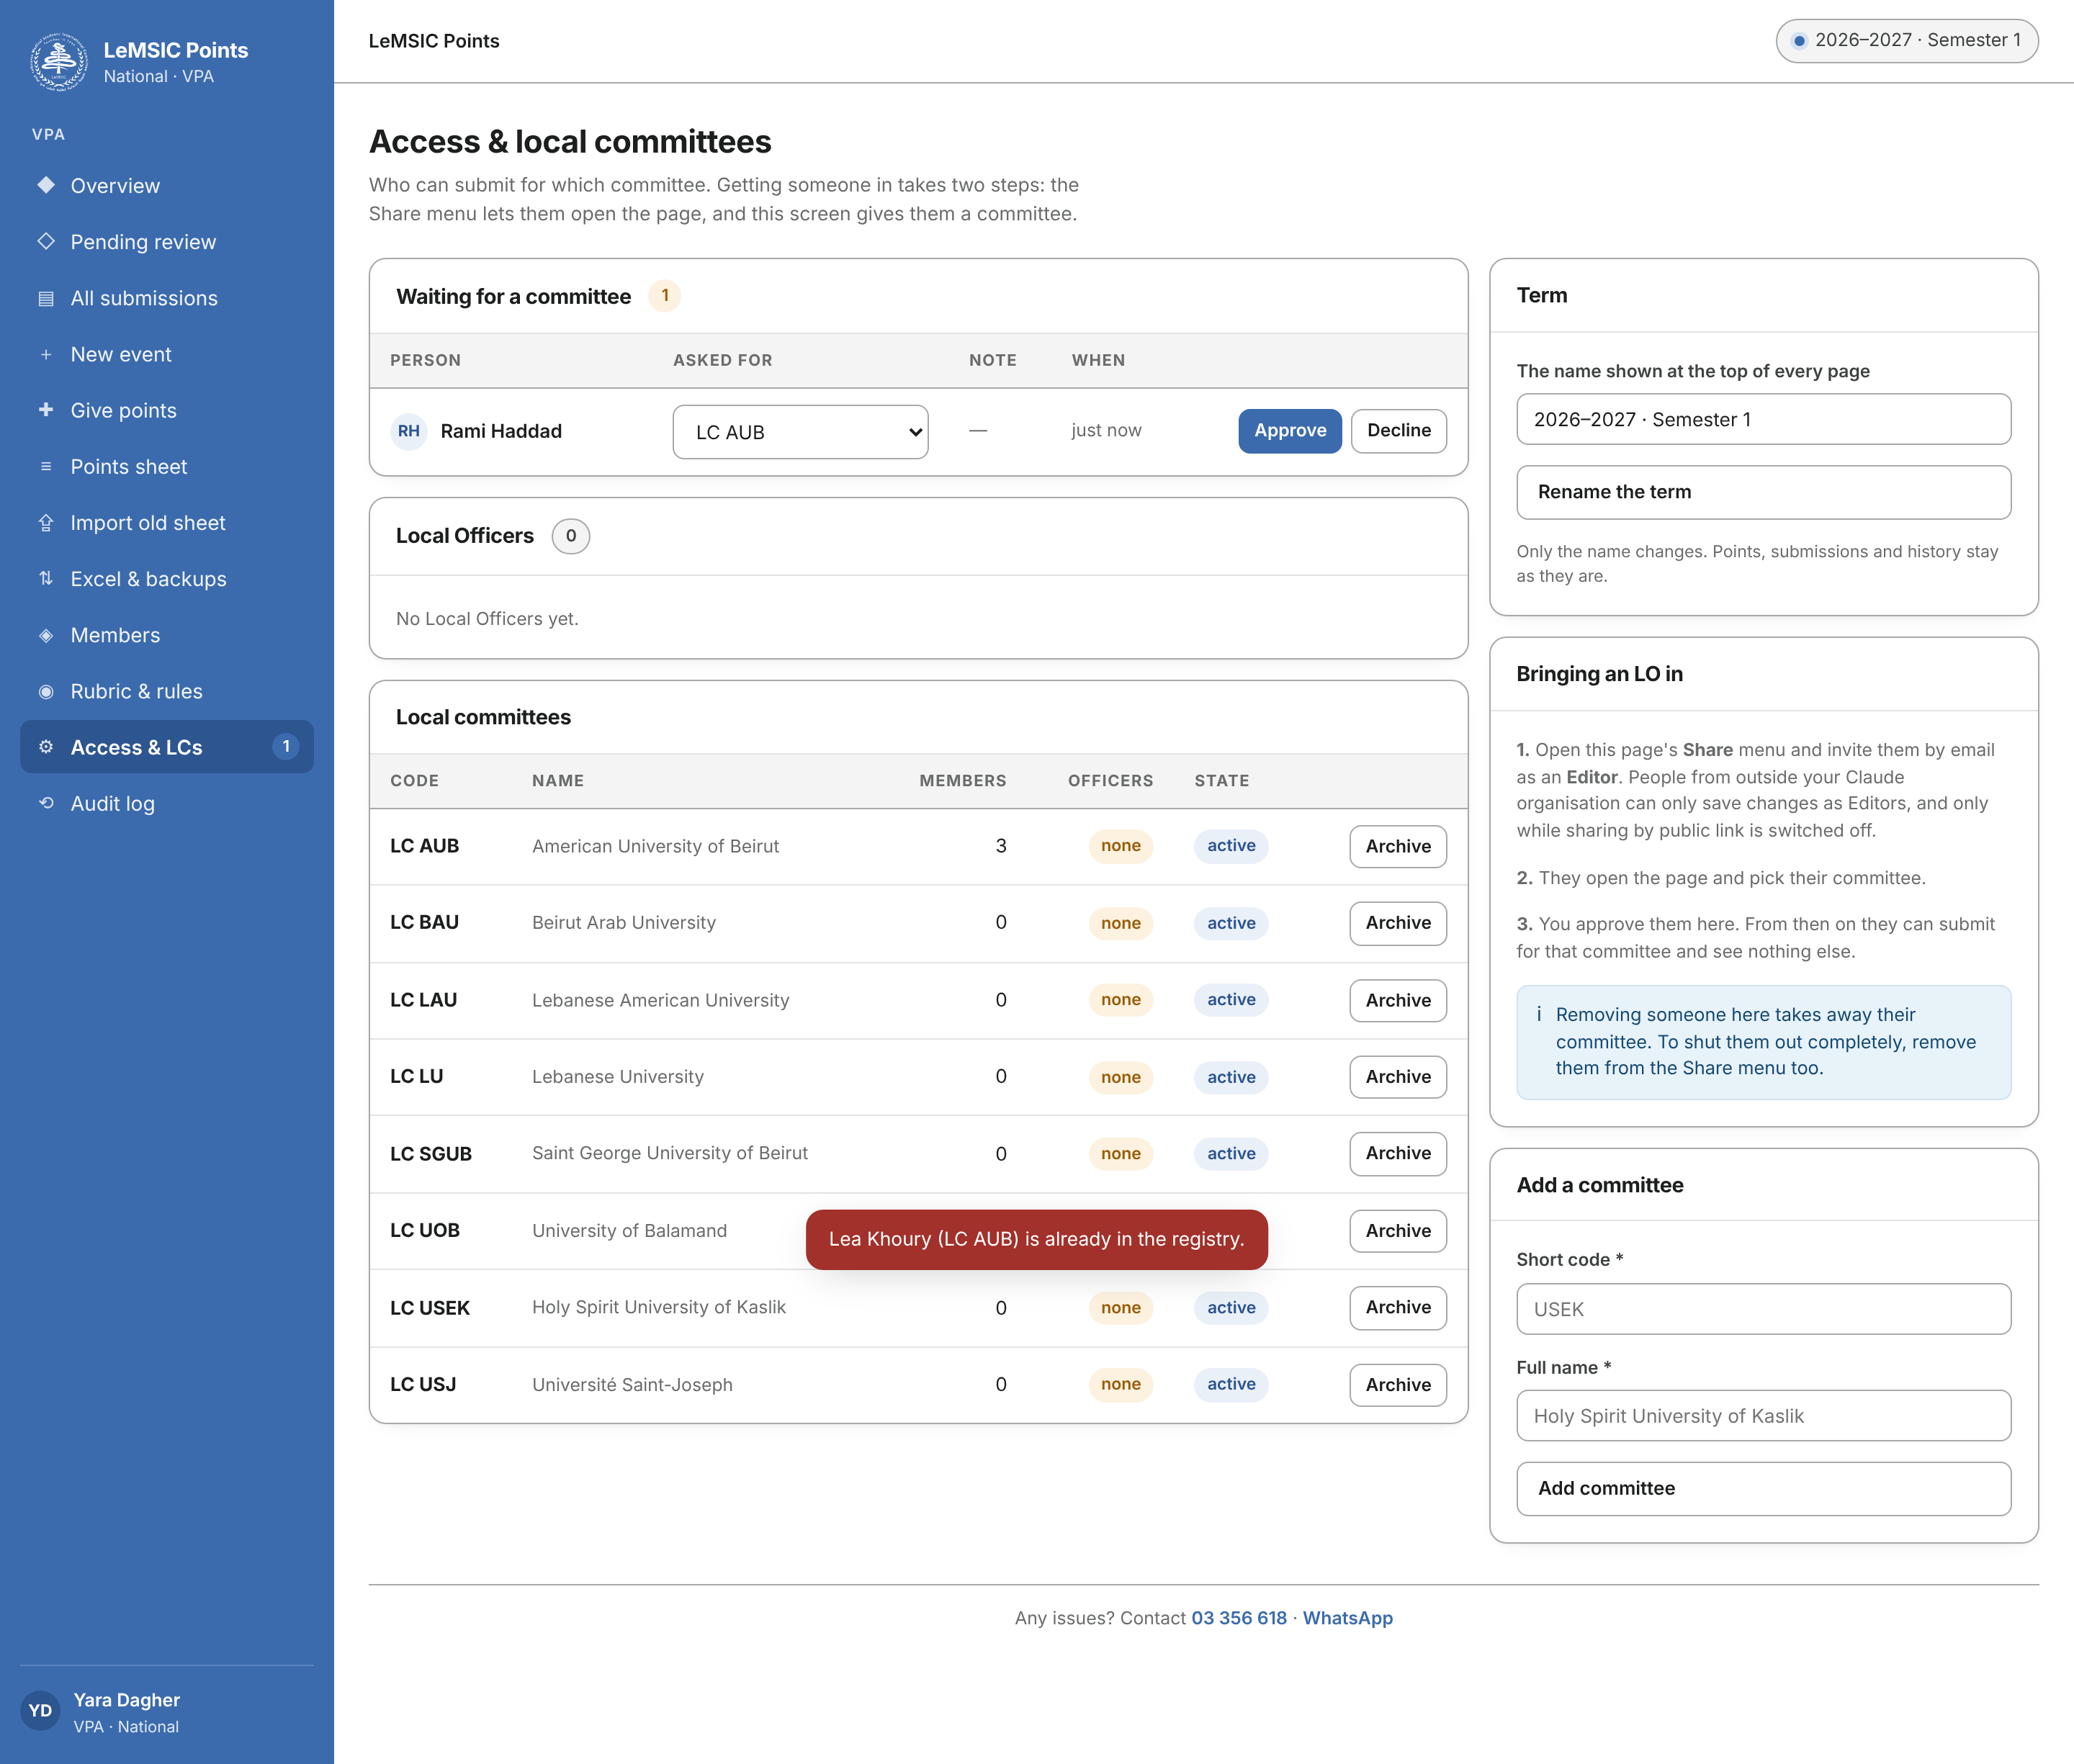 LeMSIC Points
National · VPA
VPA
Overview
Pending review
All submissions
New event
Give points
Points sheet
Import old sheet
Excel & backups
Members
Rubric & rules
Access & LCs 1
Audit log
YD
Yara Dagher
VPA · National
LeMSIC Points
2026–2027 · Semester 1
Access & local committees
Who can submit for which committee. Getting someone in takes two steps: the
Share menu lets them open the page, and this screen gives them a committee.
Waiting for a committee 1
PERSON ASKED FOR NOTE WHEN
RH Rami Haddad LC AUB — just now Approve Decline
Local Officers 0
No Local Officers yet.
Local committees
CODE NAME MEMBERS OFFICERS STATE
LC AUB American University of Beirut 3 none active Archive
LC BAU Beirut Arab University 0 none active Archive
LC LAU Lebanese American University 0 none active Archive
LC LU Lebanese University 0 none active Archive
LC SGUB Saint George University of Beirut 0 none active Archive
LC UOB University of Balamand Archive
Lea Khoury (LC AUB) is already in the registry.
LC USEK Holy Spirit University of Kaslik 0 none active Archive
LC USJ Université Saint-Joseph 0 none active Archive
Term
The name shown at the top of every page
2026–2027 · Semester 1
Rename the term
Only the name changes. Points, submissions and history stay
as they are.
Bringing an LO in
1. Open this page's Share menu and invite them by email
as an Editor. People from outside your Claude
organisation can only save changes as Editors, and only
while sharing by public link is switched off.
2. They open the page and pick their committee.
3. You approve them here. From then on they can submit
for that committee and see nothing else.
i Removing someone here takes away their
committee. To shut them out completely, remove
them from the Share menu too.
Add a committee
Short code *
USEK
Full name *
Holy Spirit University of Kaslik
Add committee
Any issues? Contact 03 356 618 · WhatsApp